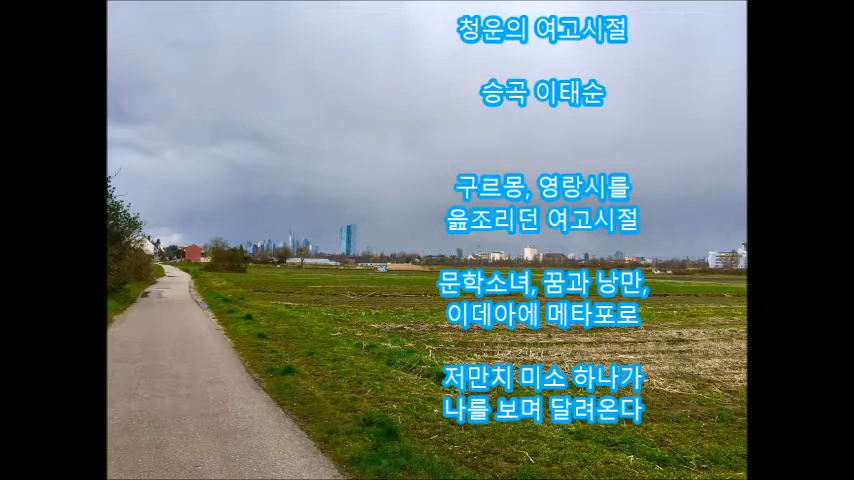 청운의 여고시절
승곡 이태순
구르몽, 영랑시를
읊조리던 여고시절
문학소녀, 꿈과 낭만,
이데아에 메타포로
저만치 미소 하나가
나를 보며 달려온다